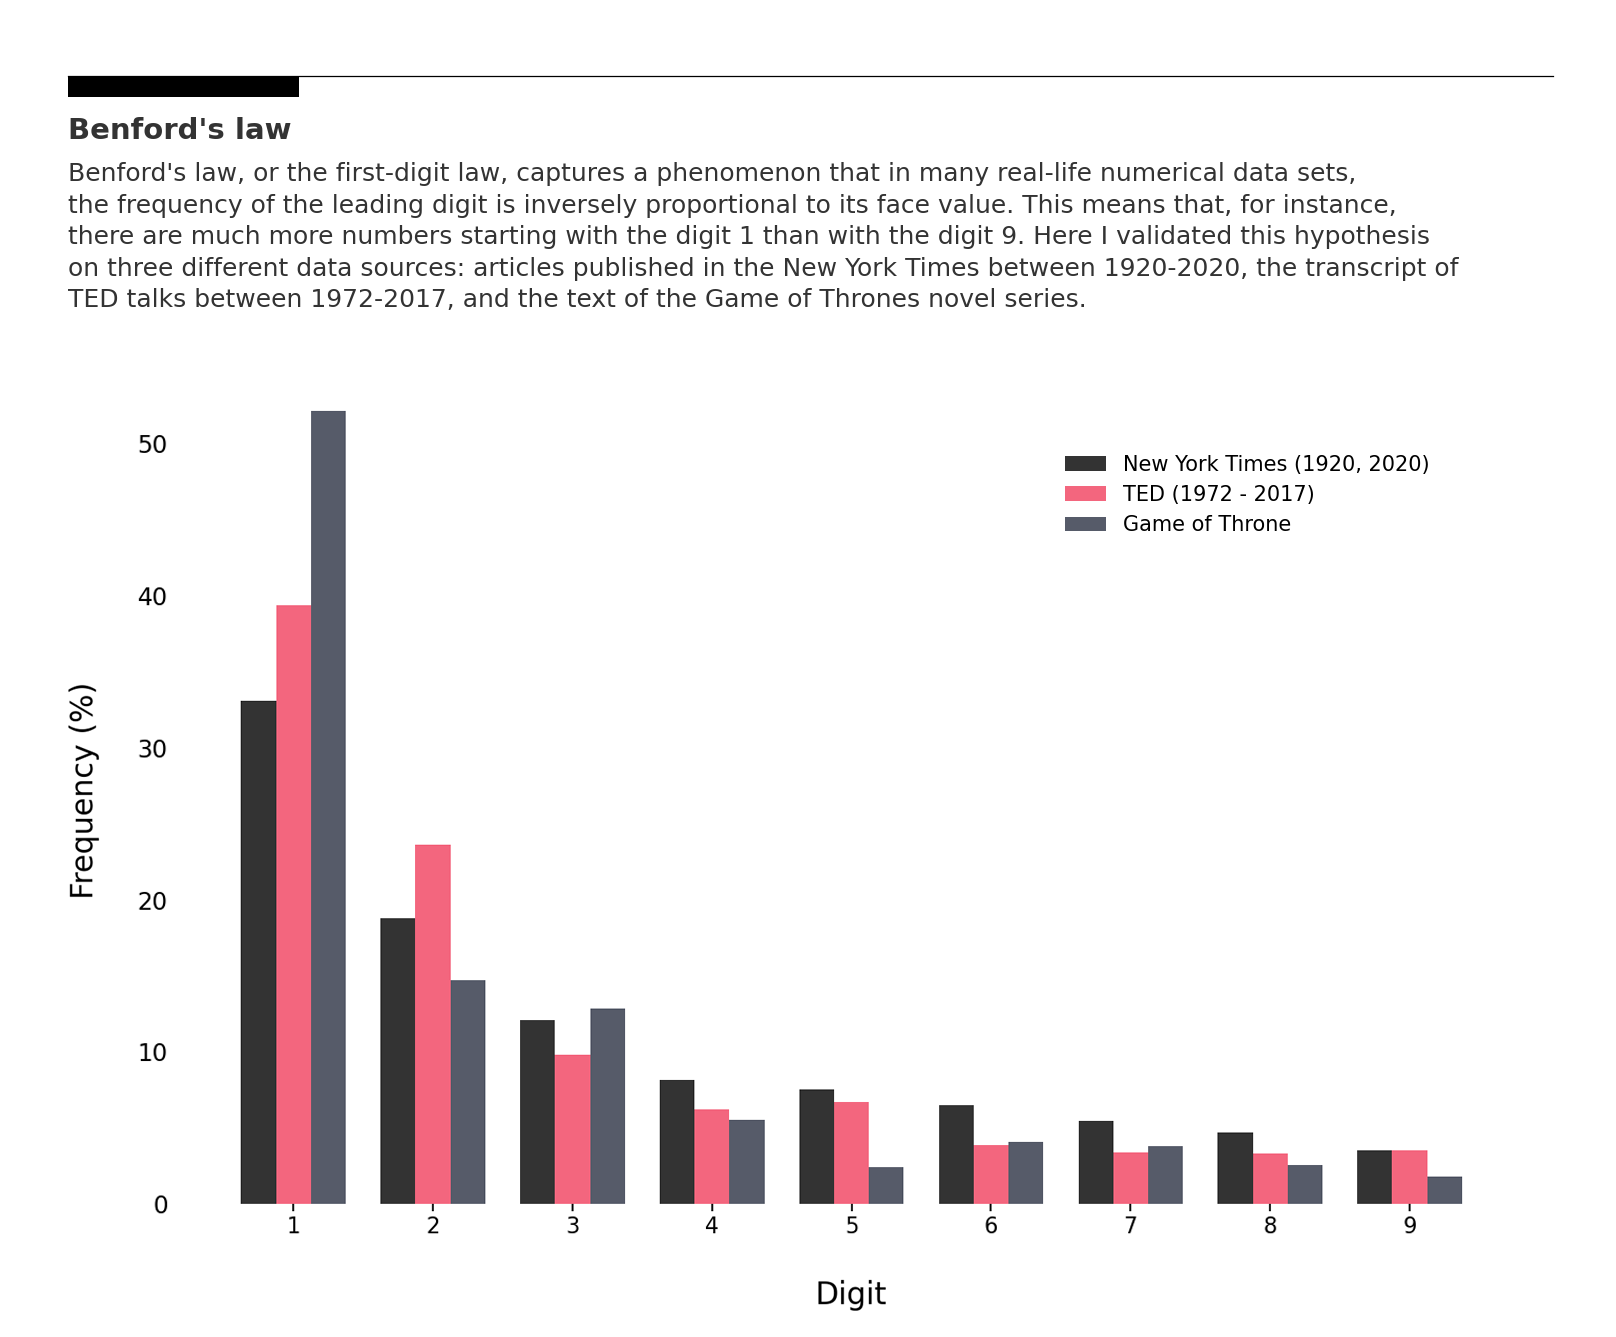 Benford's law
Benford's law, or the first-digit law, captures a phenomenon that in many real-life numerical data sets,
the frequency of the leading digit is inversely proportional to its face value. This means that, for instance,
there are much more numbers starting with the digit 1 than with the digit 9. Here I validated this hypothesis
on three different data sources: articles published in the New York Times between 1920-2020, the transcript of
TED talks between 1972-2017, and the text of the Game of Thrones novel series.
50
40
30
20
10
0
Frequency (%)
New York Times (1920, 2020)
TED (1972 - 2017)
Game of Throne
1 2 3 4 5 6 7 8 9
Digit